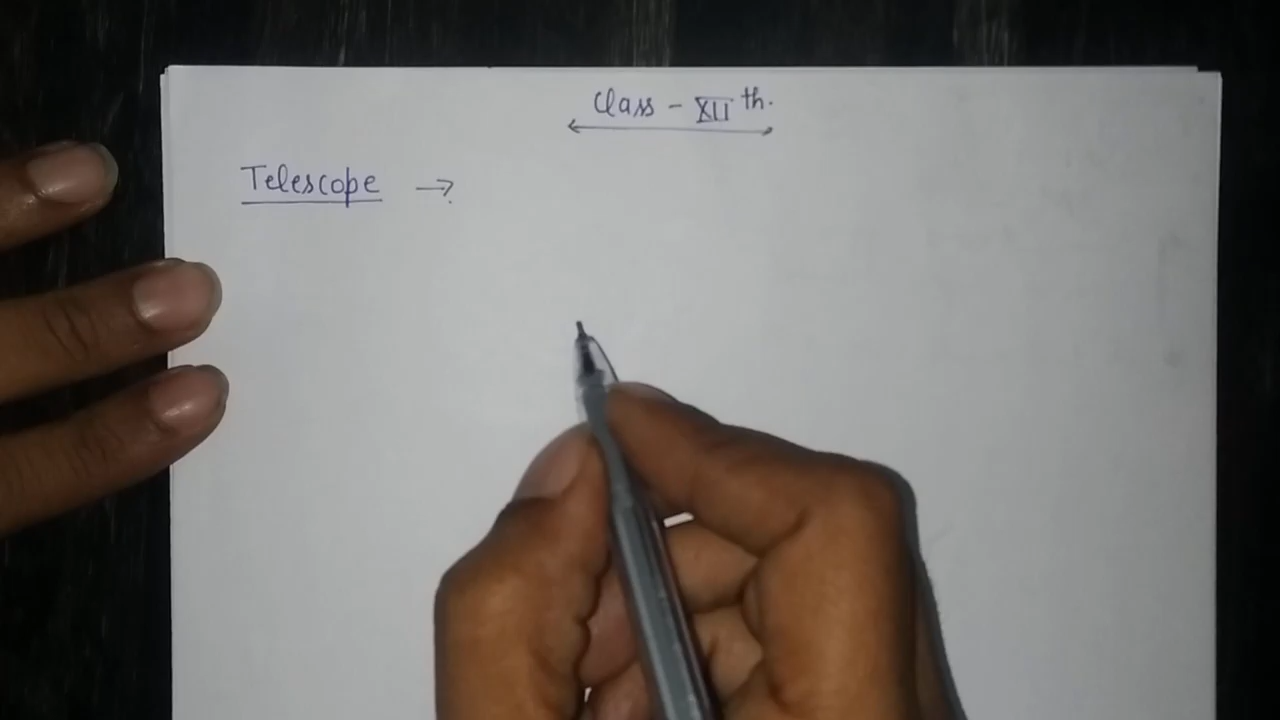 Class - XII th.
Telescope →